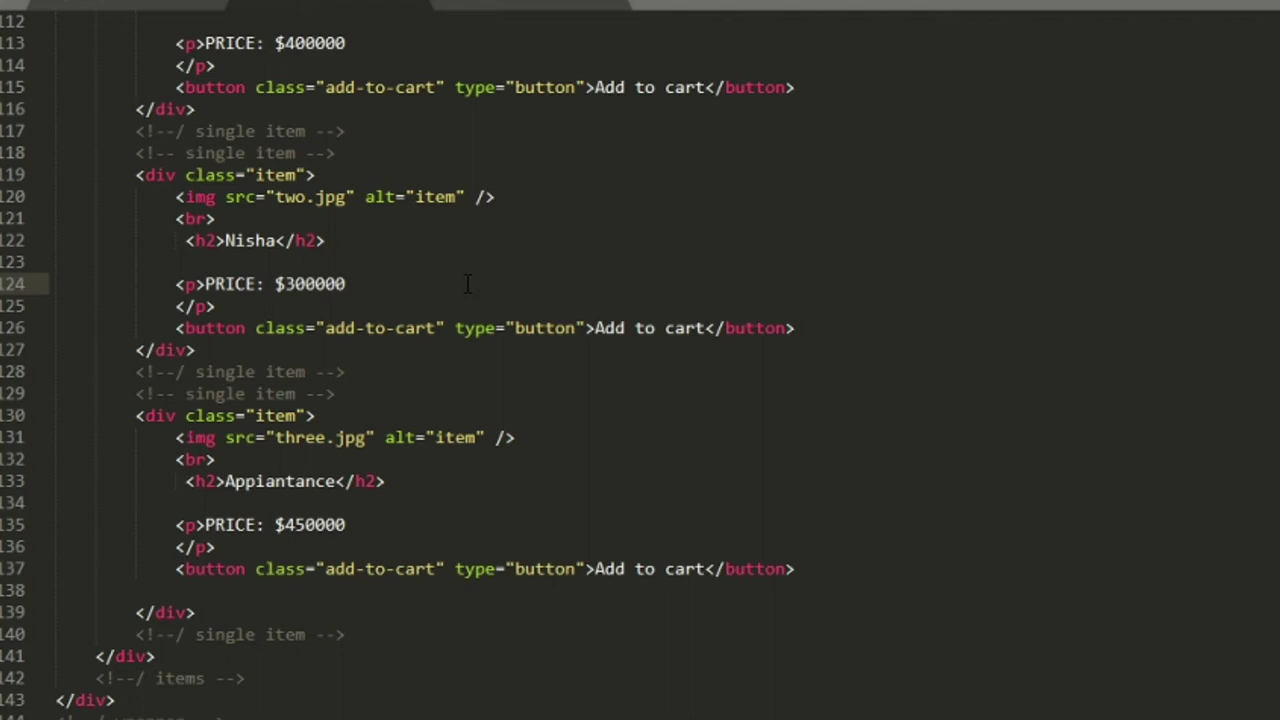 112
113 <p>PRICE: $400000
114 </p>
115 <button class="add-to-cart" type="button">Add to cart</button>
116 </div>
117 <!--/ single item -->
118 <!-- single item -->
119 <div class="item">
120 <img src="two.jpg" alt="item" />
121 <br>
122 <h2>Nisha</h2>
123
124 <p>PRICE: $300000
125 </p>
126 <button class="add-to-cart" type="button">Add to cart</button>
127 </div>
128 <!--/ single item -->
129 <!-- single item -->
130 <div class="item">
131 <img src="three.jpg" alt="item" />
132 <br>
133 <h2>Appiantance</h2>
134
135 <p>PRICE: $450000
136 </p>
137 <button class="add-to-cart" type="button">Add to cart</button>
138
139 </div>
140 <!--/ single item -->
141 </div>
142 <!--/ items -->
143 </div>